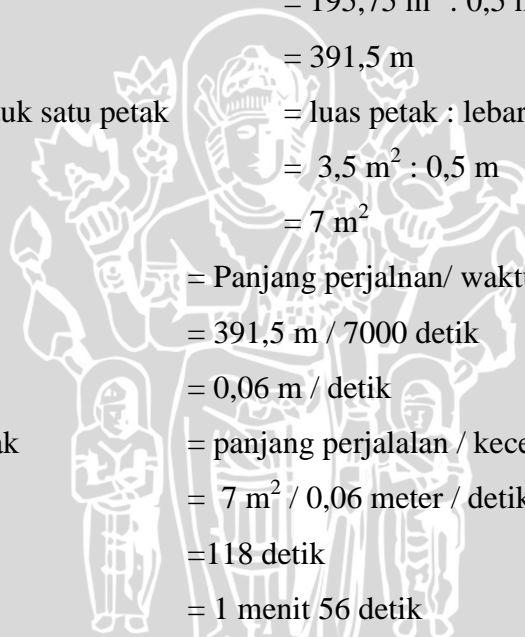 = 195,75 m² : 0,5 m
= 391,5 m
uk satu petak = luas petak : lebar
= 3,5 m² : 0,5 m
= 7 m²
= Panjang perjalnan/ waktu
= 391,5 m / 7000 detik
= 0,06 m / detik
ak = panjang perjalalan / kece
= 7 m² / 0,06 meter / detik
=118 detik
= 1 menit 56 detik